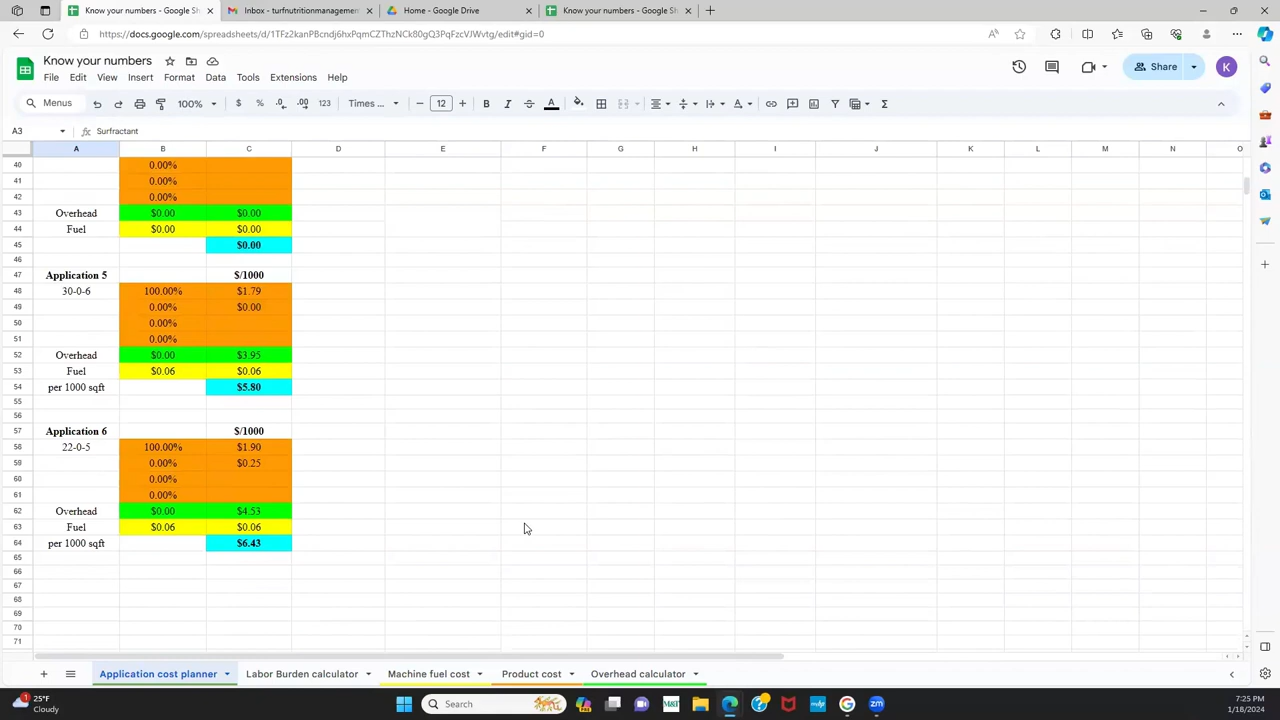 Know your numbers - Google Sh
Inbox - turfnutritionmanagemen
Home - Google Drive
Know your numbers - Google Sh
https://docs.google.com/spreadsheets/d/1TFz2kanPBcndj6hxPqmCZThzNCk80gQ3PqFzcVJWvtg/edit#gid=0
Know your numbers
File Edit View Insert Format Data Tools Extensions Help
Share
K
Menus 100% $ % .0 .00 123 Times ... 12 B I A
A3 fx Surfractant
A B C D E F G H I J K L M N O
40 0.00%
41 0.00%
42 0.00%
43 Overhead $0.00 $0.00
44 Fuel $0.00 $0.00
45 $0.00
46
47 Application 5 $/1000
48 30-0-6 100.00% $1.79
49 0.00% $0.00
50 0.00%
51 0.00%
52 Overhead $0.00 $3.95
53 Fuel $0.06 $0.06
54 per 1000 sqft $5.80
55
56
57 Application 6 $/1000
58 22-0-5 100.00% $1.90
59 0.00% $0.25
60 0.00%
61 0.00%
62 Overhead $0.00 $4.53
63 Fuel $0.06 $0.06
64 per 1000 sqft $6.43
65
66
67
68
69
70
71
Application cost planner Labor Burden calculator Machine fuel cost Product cost Overhead calculator
1 25°F
Cloudy
Search
M&T
zm
7:25 PM
1/18/2024